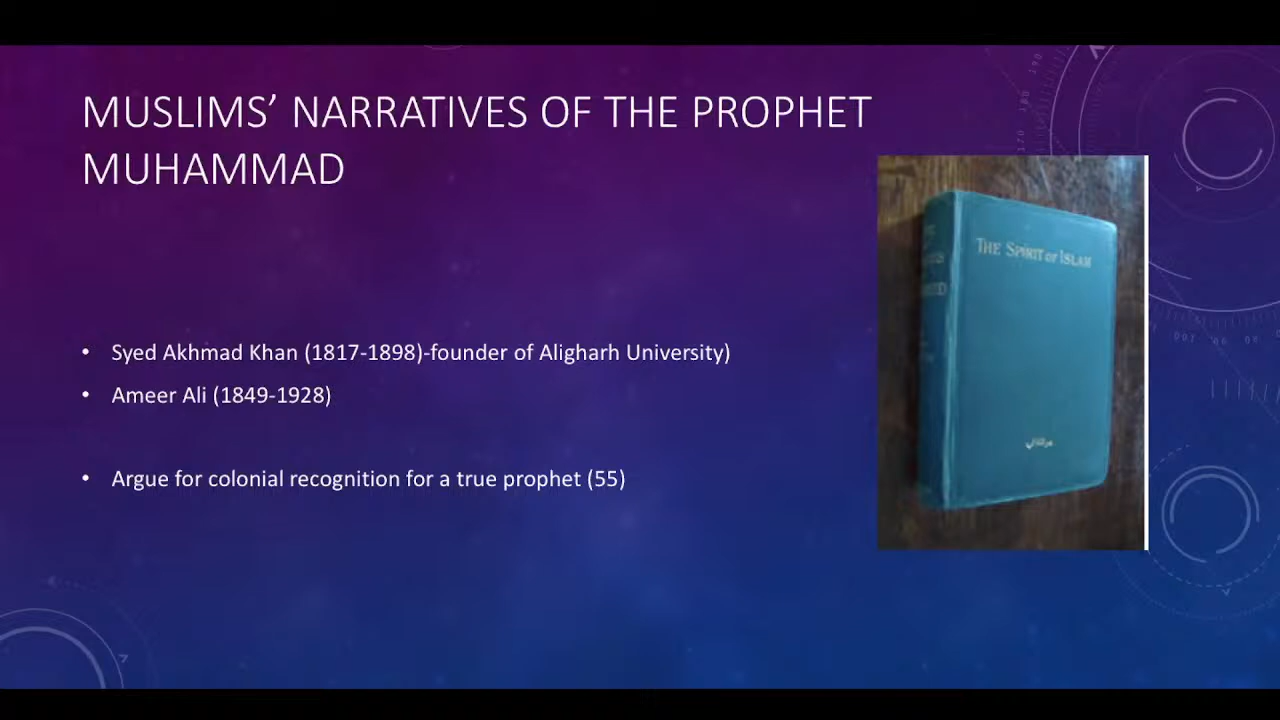 MUSLIMS’ NARRATIVES OF THE PROPHET
MUHAMMAD
• Syed Akhmad Khan (1817-1898)-founder of Aligharh University)
• Ameer Ali (1849-1928)
• Argue for colonial recognition for a true prophet (55)
THE SPIRIT OF ISLAM